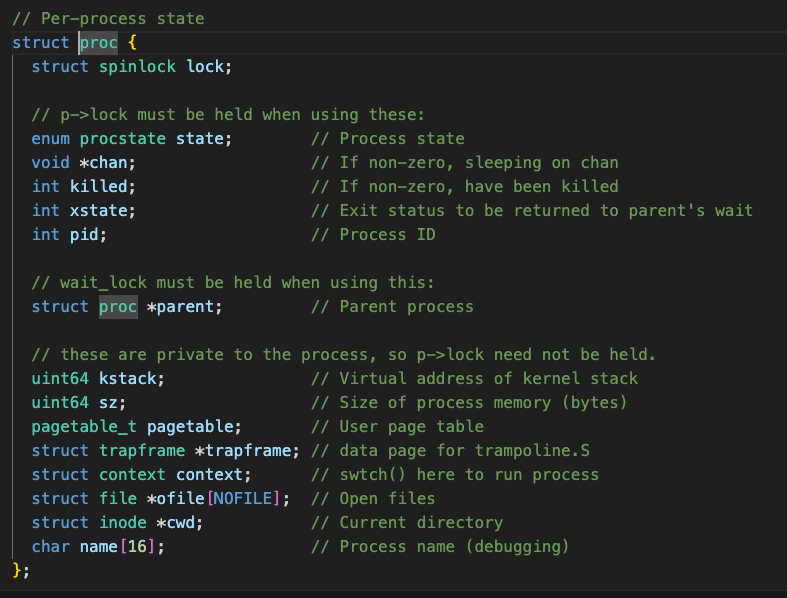 // Per-process state
struct proc {
  struct spinlock lock;

  // p->lock must be held when using these:
  enum procstate state;        // Process state
  void *chan;                  // If non-zero, sleeping on chan
  int killed;                  // If non-zero, have been killed
  int xstate;                  // Exit status to be returned to parent's wait
  int pid;                     // Process ID

  // wait_lock must be held when using this:
  struct proc *parent;         // Parent process

  // these are private to the process, so p->lock need not be held.
  uint64 kstack;               // Virtual address of kernel stack
  uint64 sz;                   // Size of process memory (bytes)
  pagetable_t pagetable;       // User page table
  struct trapframe *trapframe; // data page for trampoline.S
  struct context context;      // swtch() here to run process
  struct file *ofile[NOFILE];  // Open files
  struct inode *cwd;           // Current directory
  char name[16];               // Process name (debugging)
};